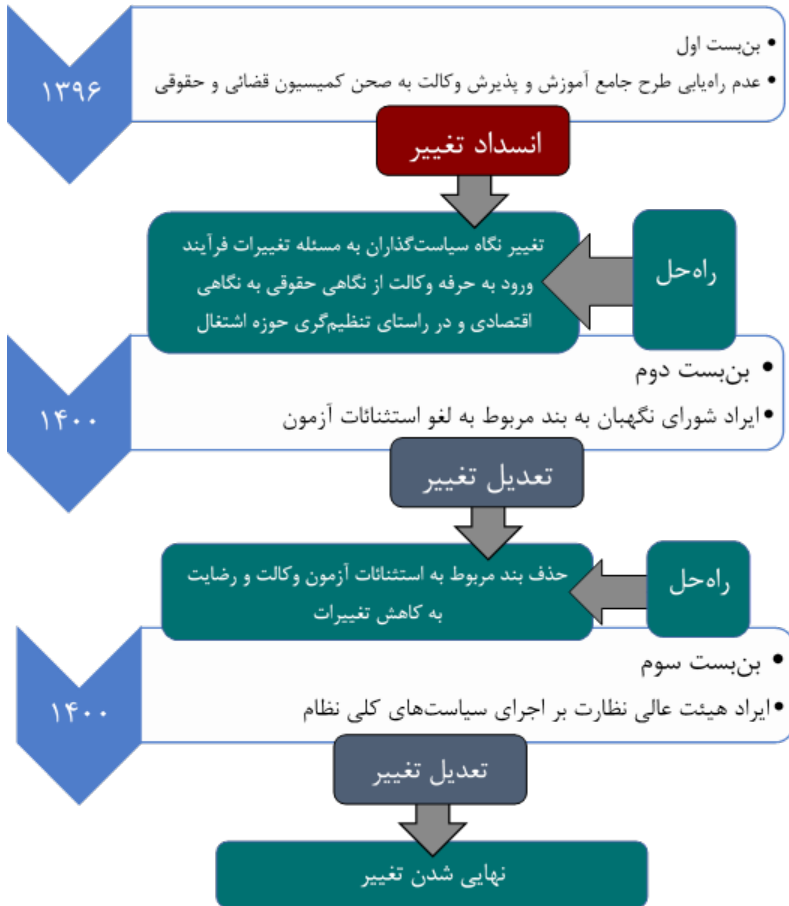 ۱۳۹۶
• بن‌بست اول
• عدم راه‌یابی طرح جامع آموزش و پذیرش وکالت به صحن کمیسیون قضائی و حقوقی
انسداد تغییر
راه‌حل
تغییر نگاه سیاست‌گذاران به مسئله تغییرات فرآیند
ورود به حرفه وکالت از نگاهی حقوقی به نگاهی
اقتصادی و در راستای تنظیم‌گری حوزه اشتغال
۱۴۰۰
• بن‌بست دوم
• ایراد شورای نگهبان به بند مربوط به لغو استثنائات آزمون
تعدیل تغییر
راه‌حل
حذف بند مربوط به استثنائات آزمون وکالت و رضایت
به کاهش تغییرات
۱۴۰۰
• بن‌بست سوم
• ایراد هیئت عالی نظارت بر اجرای سیاست‌های کلی نظام
تعدیل تغییر
نهایی شدن تغییر